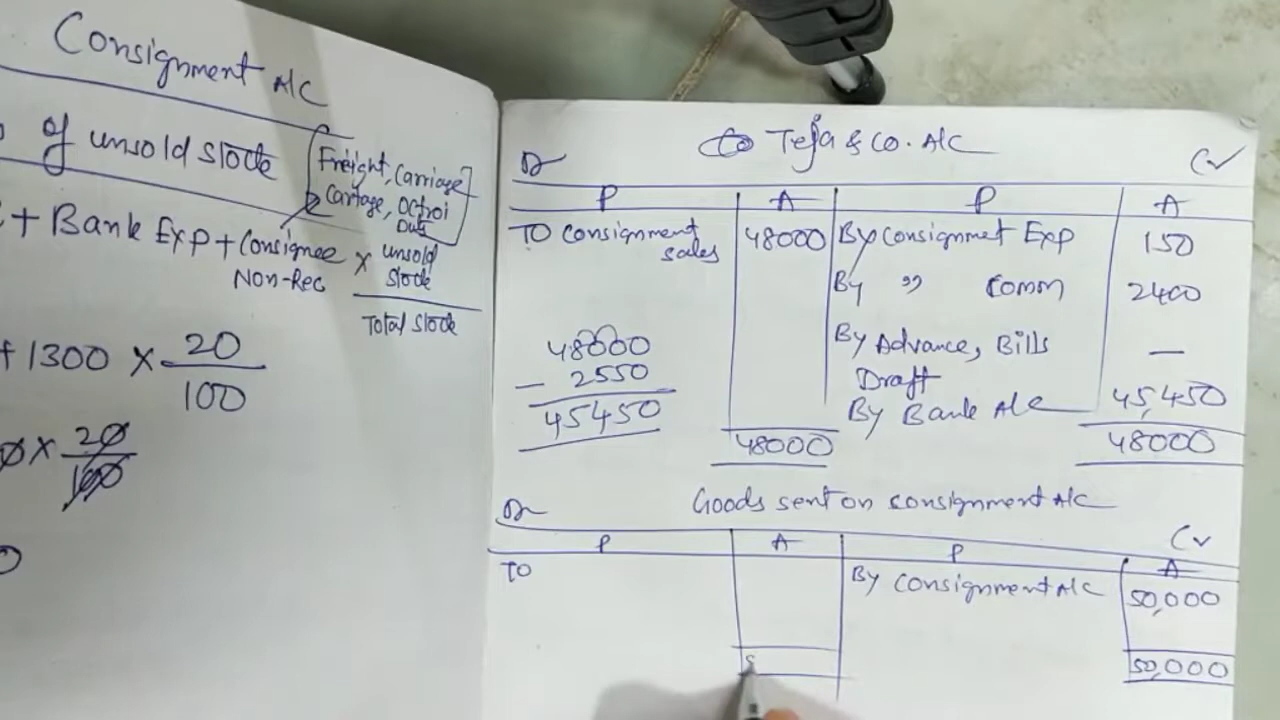 Consignment A/C
of unsold Stock
Freight, Carriage
Cartage, Octroi
Duty
+ Bank Exp + Consignee × unsold Stock
Non-Rec
Total Stock
+ 1300 × 20
100
0 × 20
100
Teja & Co. A/C
Dr Cr
P A P A
TO Consignment sales 48000 By Consignmet Exp 150
By " Comm 2400
By Advance, Bills —
Draft
By Bank A/c 45,450
48000 48000
48000
- 2550
45450
Goods sent on consignment A/c
Dr Cr
P A P A
TO By Consignment A/c 50,000
50,000